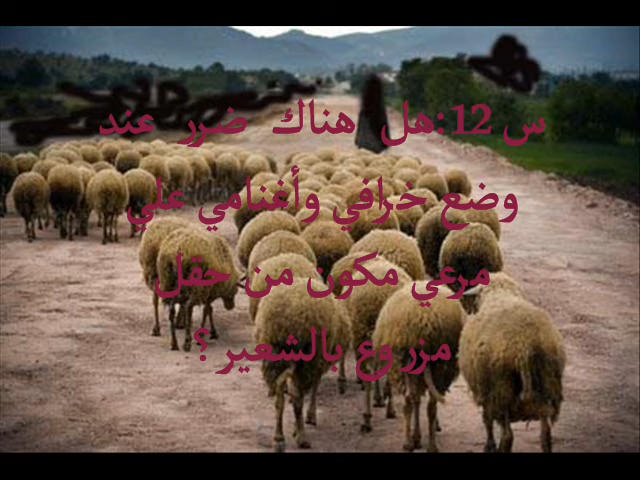 س 12:هل هناك ضرر عند
وضع خرافي وأغنامي علي
مرعي مكون من حقل
مزروع بالشعير ؟